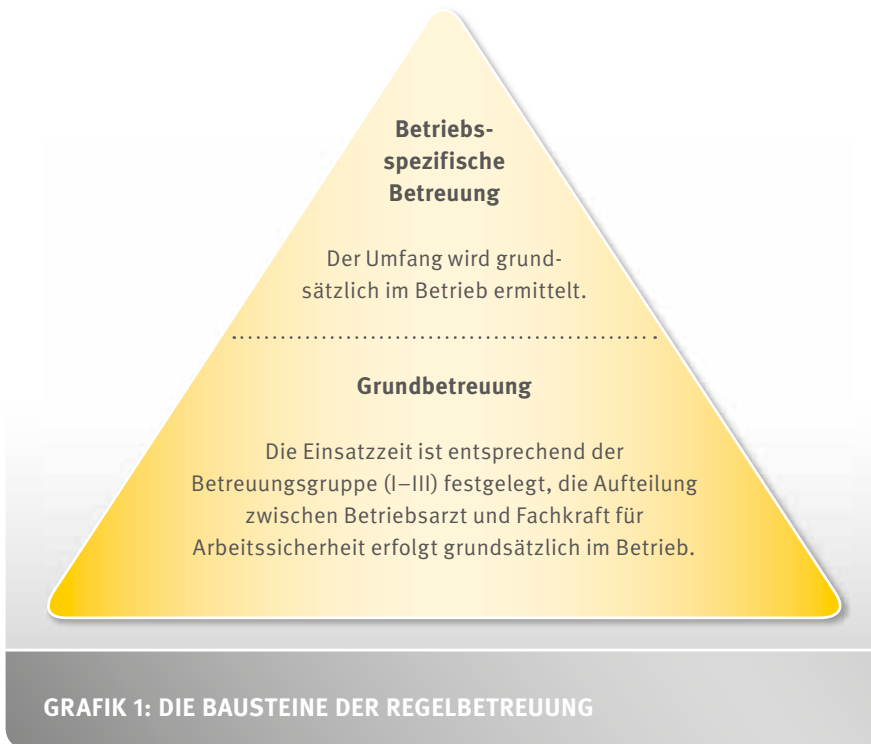 Betriebs-
spezifische
Betreuung
Der Umfang wird grund-
sätzlich im Betrieb ermittelt.
Grundbetreuung
Die Einsatzzeit ist entsprechend der
Betreuungsgruppe (I–III) festgelegt, die Aufteilung
zwischen Betriebsarzt und Fachkraft für
Arbeitssicherheit erfolgt grundsätzlich im Betrieb.
GRAFIK 1: DIE BAUSTEINE DER REGELBETREUUNG